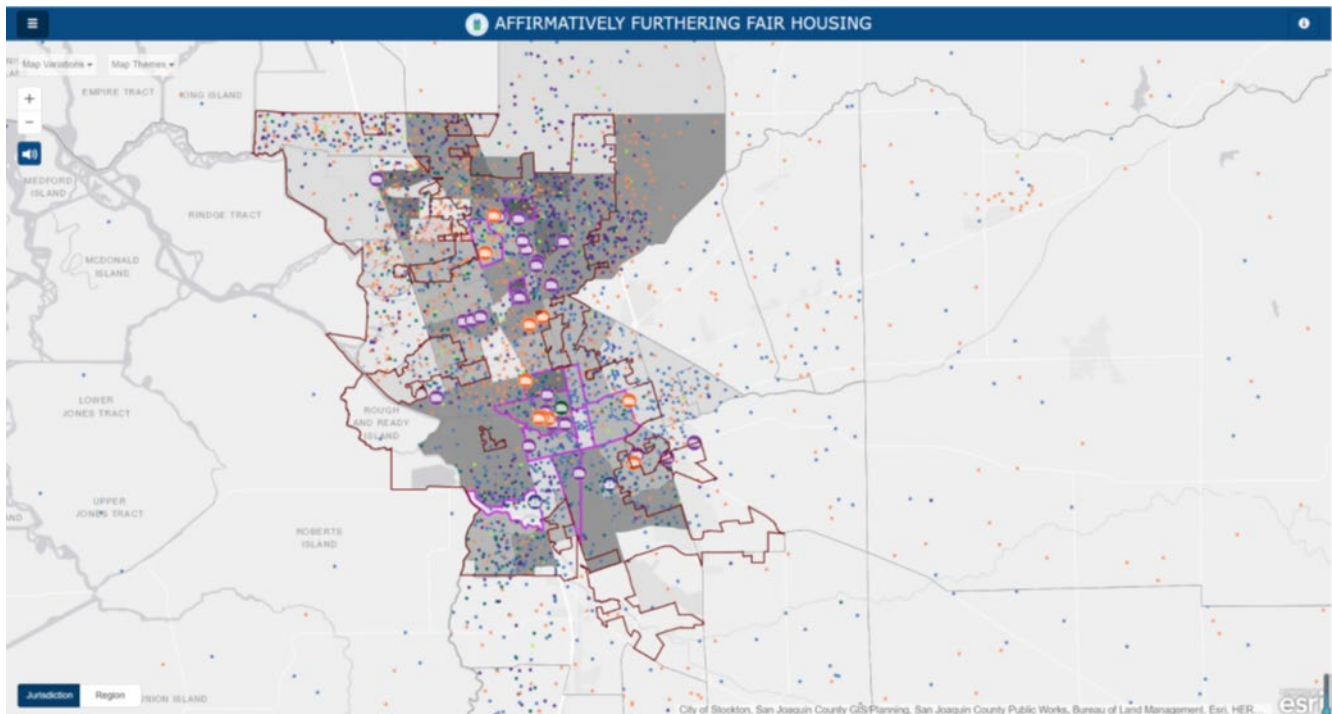 AFFIRMATIVELY FURTHERING FAIR HOUSING
Map Variations
Map Themes
EMPIRE TRACT
KING ISLAND
MEDFORD
ISLAND
RINDGE TRACT
MCDONALD
ISLAND
LOWER
JONES TRACT
ROUGH
AND READY
ISLAND
UPPER
JONES TRACT
ROBERTS
ISLAND
Jurisdiction
Region
UNION ISLAND
City of Stockton, San Joaquin County GIS/Planning, San Joaquin County Public Works, Bureau of Land Management, Esri, HER...
esri